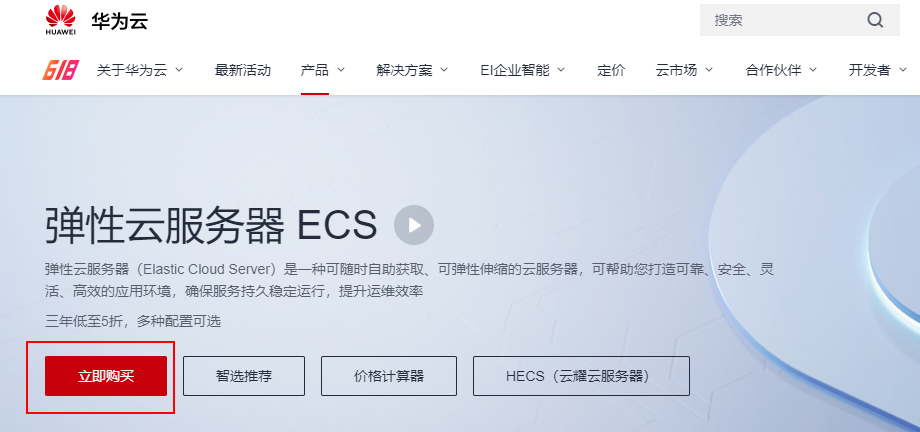 HUAWEI 华为云 搜索
618 关于华为云 最新活动 产品 解决方案 EI企业智能 定价 云市场 合作伙伴 开发者
弹性云服务器 ECS
弹性云服务器（Elastic Cloud Server）是一种可随时自助获取、可弹性伸缩的云服务器，可帮助您打造可靠、安全、灵
活、高效的应用环境，确保服务持久稳定运行，提升运维效率
三年低至5折，多种配置可选
立即购买 智选推荐 价格计算器 HECS（云耀云服务器）